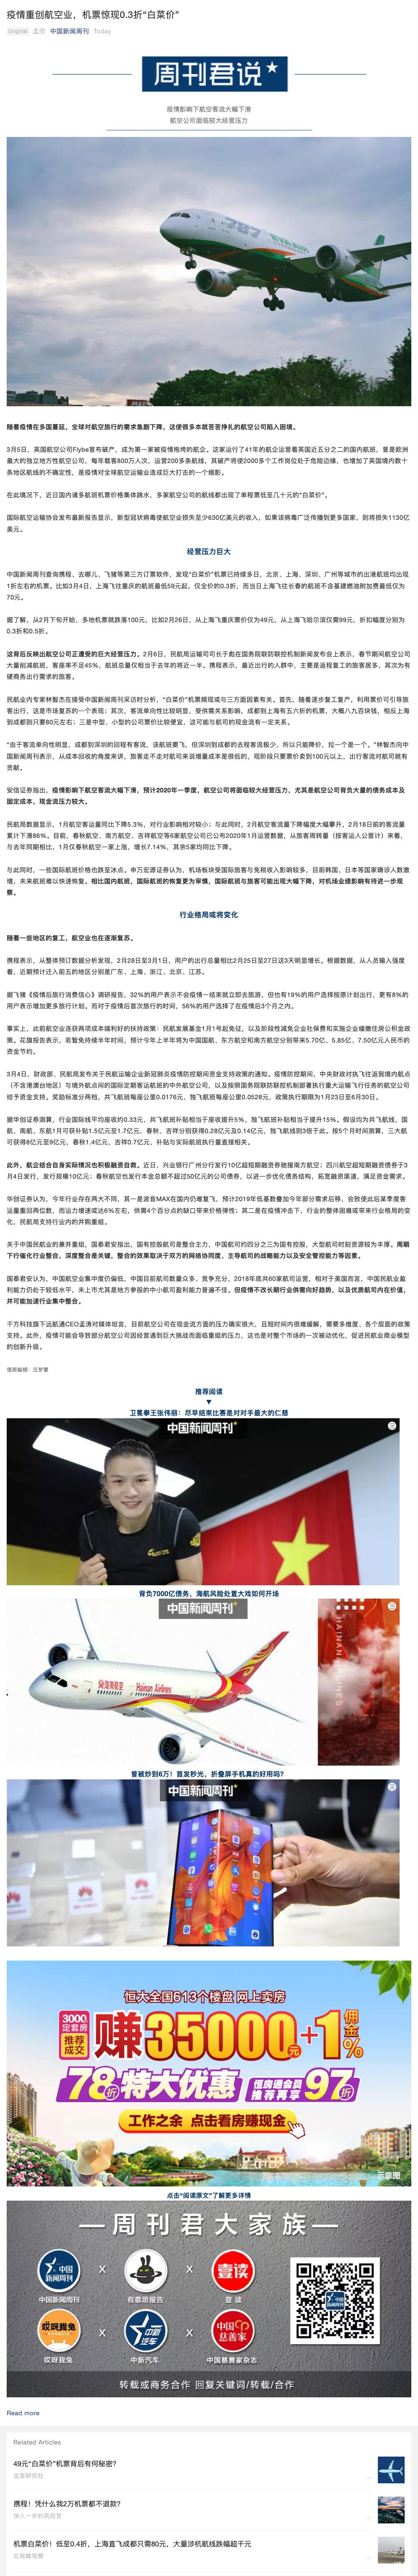 疫情重创航空业，机票惊现0.3折“白菜价”
Original 孟倞 中国新闻周刊 Today
周刊君说
疫情影响下航空客流大幅下滑
航空公司面临较大经营压力
随着疫情在多国蔓延，全球对航空旅行的需求急剧下降，这使很多本就苦苦挣扎的航空公司陷入困境。
3月5日，英国航空公司Flybe宣布破产，成为第一家被疫情拖垮的航企。这家运行了41年的航企运营着英国近五分之二的国内航班，曾是欧洲
最大的独立地方性航空公司，每年载客800万人次，运营200多条航线，其破产将使2000多个工作岗位处于危险边缘，也增加了英国境内数十
条地区航线的不确定性，是疫情对全球航空运输业造成巨大打击的一个缩影。
在此填况下，近日国内诸多航班机票价格集体跳水，多家航空公司的航线都出现了单程票低至几十元的“白菜价”。
国际航空运输协会发布最新报告显示，新型冠状病毒使航空业损失至少630亿美元的收入，如果该病毒广泛传播到更多国家，则将损失1130亿
美元。
经营压力巨大
中国新闻周刊查询携程、去哪儿、飞猪等第三方订票软件，发现“白菜价”机票已持续多日，北京、上海、深圳、广州等城市的出港航班均出现
1折左右的机票。比如3月4日，上海飞往重庆的航班最低59元起，仅全价的0.3折，而当日上海飞往长春的航班不含基建燃油附加费最低仅为
70元。
据了解，从2月下旬开始，多地机票就跌落100元，比如2月26日，从上海飞重庆票价仅为49元，从上海飞哈尔滨仅需99元，折扣幅度分别为
0.3折和0.5折。
这背后反映出航空公司正遭受的巨大经营压力。2月6日，民航局运输司司长于彪在国务院联防联控机制新闻发布会上表示，春节期间航空公司
大量削减航班，客座率不足45%，航班总量仅相当于去年的将近一半。携程表示，最近出行的人群中，主要是返程复工的旅客居多，其次为有
硬商务出行需求的旅客。
民航业内专家林智杰在接受中国新闻周刊采访时分析，“白菜价”机票频现或与三方面因素有关。首先，随着逐步复工复产，利用票价可引导旅
客出行，这是市场复苏的一个表现；其次，客流单向性比较明显，受供需关系影响，成都到上海有五六折的机票，大概八九百块钱，相反上海
到成都则只要80元左右；三是中型、小型的公司票价比较便宜，这可能与航司的现金流有一定关系。
“由于客流单向性明显，成都到深圳的回程有客流，该航班要飞，但深圳到成都的去程客流极少，所以只能降价，拉一个是一个。”林智杰向中
国新闻周刊表示，从成本回收的角度来讲，旅客走不走对航司来说增量成本是很低的，现阶段只要票价卖到100元以上，出行客流对航司就有
贡献。
安信证券指出，疫情影响下航空客流大幅下滑，预计2020年一季度，航空公司将面临较大经营压力，尤其是航空公司背负大量的债务成本及
固定成本，现金流压力较大。
民航局数据显示，1月航空客运量同比下降5.3%，对行业影响相对较小；与此同时，2月航空客流量下降幅度大幅攀升，2月18日前的客流量
累计下滑86%。目前，春秋航空、南方航空、吉祥航空等6家航空公司已公布2020年1月运营数据，从旅客周转量（按客运人公里计）来看，
与去年同期相比，1月仅春秋航空一家上涨，增长7.14%，其余5家均同比下降。
与此同时，一些国际航班价格也跌至冰点。申万宏源证券认为，机场板块受国际旅客与免税收入影响较多，目前韩国、日本等国家确诊人数激
增，未来航班难以快速恢复。相比国内航班，国际航班的恢复更为审慎，国际航班与旅客可能出现大幅下降，对机场业绩影响有待进一步观
察。
行业格局或将变化
随着一些地区的复工，航空业也在逐渐复苏。
携程表示，从整体预订数据分析发现，2月28日至3月1日，用户的出行总量相比2月25日至27日这3天明显增长。根据数据，从人员输入强度
看，近期预计迁入前五的地区分别是广东、上海、浙江、北京、江苏。
据飞猪《疫情后旅行消费信心》调研报告，32%的用户表示不会疫情一结束就立即去旅游，但也有19%的用户选择按原计划出行，更有8%的
用户表示增加更多旅行计划。而对于疫情后首次旅行的时间，56%的用户选择了在疫情后3个月之内。
事实上，此前航空业连获两项成本端利好的扶持政策：民航发展基金1月1号起免征，以及阶段性减免企业社保费和实施企业缓缴住房公积金政
策。花旗报告表示，若暂免持续半年时间，预计今年上半年将为中国国航、东方航空和南方航空分别带来5.70亿、5.85亿、7.50亿元人民币的
资金节约。
3月4日，财政部、民航局发布关于民航运输企业新冠肺炎疫情防控期间资金支持政策的通知。疫情防控期间，中央财政对执飞往返我境内航点
（不含港澳台地区）与境外航点间的国际定期客运航班的中外航空公司，以及按照国务院联防联控机制部署执行重大运输飞行任务的航空公司
给予资金支持。奖励标准分两档，共飞航班每座公里0.0176元，独飞航班每座公里0.0528元，政策执行期限为1月23日至6月30日。
据华创证券测算，行业国际线平均座收约0.33元，共飞航班补贴相当于座收提升5%，独飞航班补贴相当于提升15%。假设均为共飞航线，国
航、南航、东航1月可获补贴1.5亿元至1.7亿元，春秋、吉祥分别获得0.28亿元及0.14亿元，独飞航线则3倍于此。按5个月时间测算，三大航
可获得8亿元至9亿元，春秋1.4亿元，吉祥0.7亿元，补贴与实际航班执行量直接相关。
此外，航企结合自身实际情况也积极融资自救。近日，兴业银行广州分行发行10亿超短期融资券驰援南方航空；四川航空超短期融资债券于3
月4日发行，发行规模10亿元；春秋航空也发行本金总额不超过50亿元的公司债券，以进一步优化债务结构，拓宽融资渠道，满足资金需求。
华创证券认为，今年行业存在两大不同，其一是波音MAX在国内仍难复飞，预计2019年低基数叠加今年部分需求后移，会致使此后某季度客
运量重回两位数，而运力增速或达6%左右，供需4个百分点的缺口带来价格弹性；其二是在疫情冲击下，行业的整体困难或带来行业格局的变
化，民航局支持行业内的并购重组。
关于中国民航业的兼并重组，国泰君安指出，国有控股航司是整合主力，中国航司的四分之三为国有控股，大型航司时刻资源较为丰厚。周期
下行催化行业整合，深度整合是关键，整合的效果取决于双方的网络协同度、主导航司的战略能力以及安全管控能力等因素。
国泰君安认为，中国航空业集中度仍偏低，中国目前航司数量众多，竞争充分，2018年底共60家航司运营，相对于美国而言，中国民航业盈
利能力仍处于较低水平，未上市尤其是地方参股的中小航司盈利能力普遍不佳。但疫情不改长期行业供需向好趋势，以及优质航司内在价值，
并可能加速行业集中整合。
千方科技旗下远航通CEO孟涛对媒体坦言，目前航空公司在现金流方面的压力确实很大，且短时间内很难缓解，需要多维度、各个层面的政策
支持。此外，疫情可能会导致部分航空公司因经营遇到巨大挑战而面临重组的压力，这也是对整个市场的一次被动优化，促进民航业商业模型
的创新升级。
值班编辑：庄梦蕾
推荐阅读
▼
卫冕拳王张伟丽：尽早结束比赛是对对手最大的仁慈
中国新闻周刊
背负7000亿债务，海航风险处置大戏如何开场
中国新闻周刊
海南航空 Hainan Airlines
HAINAN AIRLINES
曾被炒到6万！首发秒光，折叠屏手机真的好用吗?
中国新闻周刊
HUAWEI
恒大全国613个楼盘 网上卖房
3000元定套房
推荐成交
赚35000元+1%佣金
78折特大优惠 恒房通会员推荐再享97折
工作之余 点击看房赚现金
示意图
点击“阅读原文”了解更多详情
周刊君大家族
中国新闻周刊 X 有意思报告 X 壹读
哎呀我兔 X 中新汽车 X 中国慈善家杂志
转载或商务合作 回复关键词/转载/合作
Read more
Related Articles
49元“白菜价”机票背后有何秘密?
运营研究社
携程！凭什么我2万机票都不退款?
快人一步的风控官
机票白菜价！低至0.4折，上海直飞成都只需80元，大量涉杭航线跌幅超千元
五高峰观察